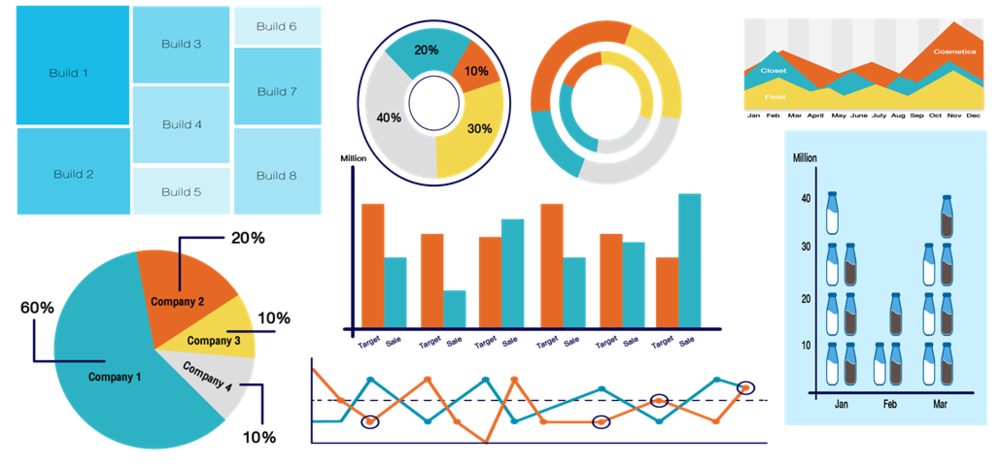 Build 1
Build 2
Build 3
Build 4
Build 5
Build 6
Build 7
Build 8
20%
10%
30%
40%
Cosmetics
Closet
Food
Jan Feb Mar April May June July Aug Sep Oct Nov Dec
Million
Target Sale Target Sale Target Sale Target Sale Target Sale Target Sale
20%
60%
10%
10%
Company 2
Company 3
Company 1
Company 4
Million
40
30
20
10
Jan Feb Mar